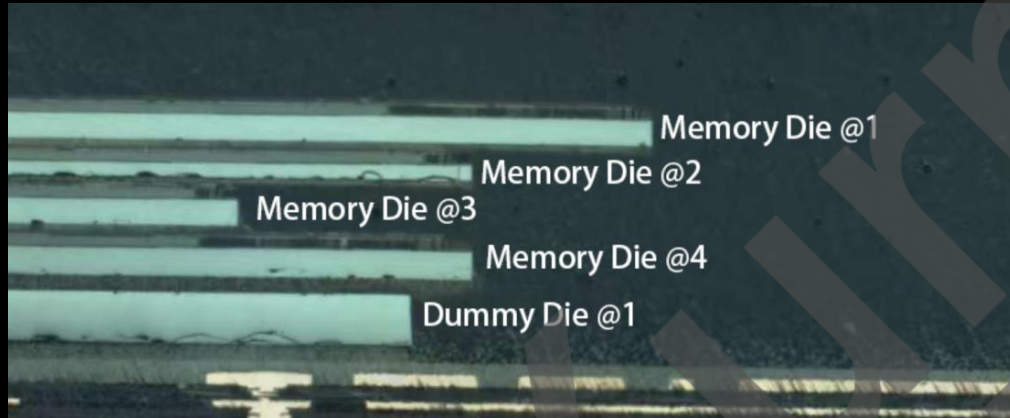 Memory Die @1
Memory Die @2
Memory Die @3
Memory Die @4
Dummy Die @1